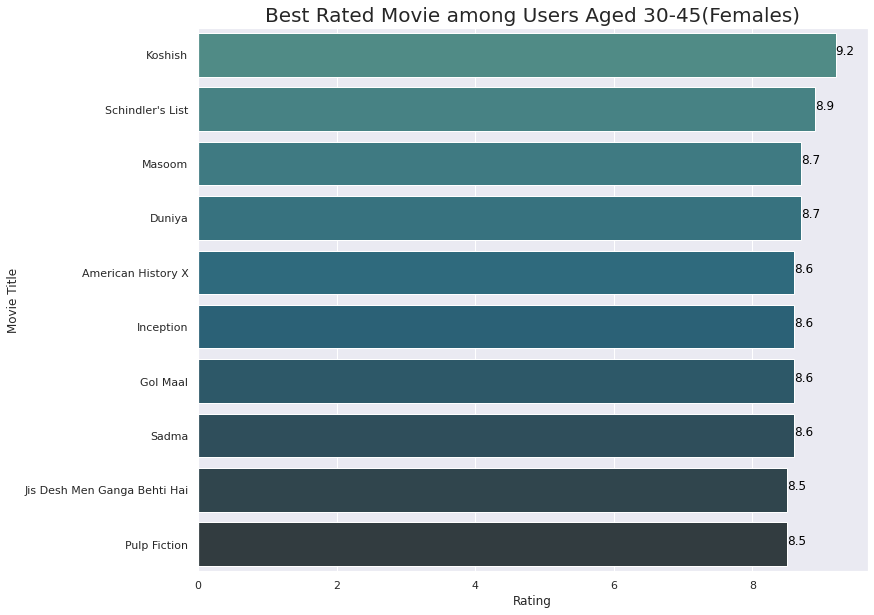 Best Rated Movie among Users Aged 30-45(Females)
Movie Title
Koshish 9.2
Schindler's List 8.9
Masoom 8.7
Duniya 8.7
American History X 8.6
Inception 8.6
Gol Maal 8.6
Sadma 8.6
Jis Desh Men Ganga Behti Hai 8.5
Pulp Fiction 8.5
0 2 4 6 8
Rating